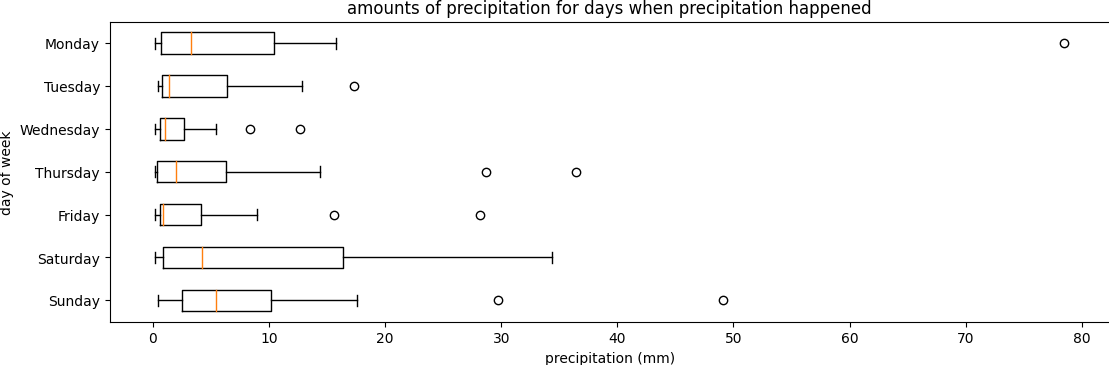 amounts of precipitation for days when precipitation happened
Monday
Tuesday
Wednesday
Thursday
Friday
Saturday
Sunday
day of week
0 10 20 30 40 50 60 70 80
precipitation (mm)